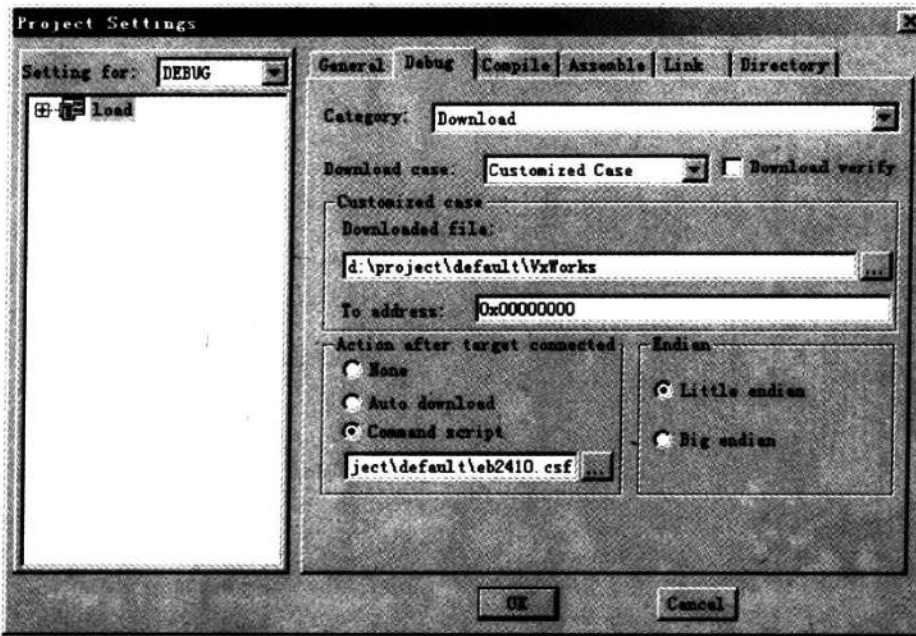 Project Settings
Setting for: DEBUG
load
General Debug Compile Assemble Link Directory
Category: Download
Download case: Customized Case Download verify
Customized case
Downloaded file:
d:\project\default\VxWorks ...
To address: 0x00000000
Action after target connected
None
Auto download
Command script
ject\default\eb2410.csf ...
Endian
Little endian
Big endian
OK Cancel